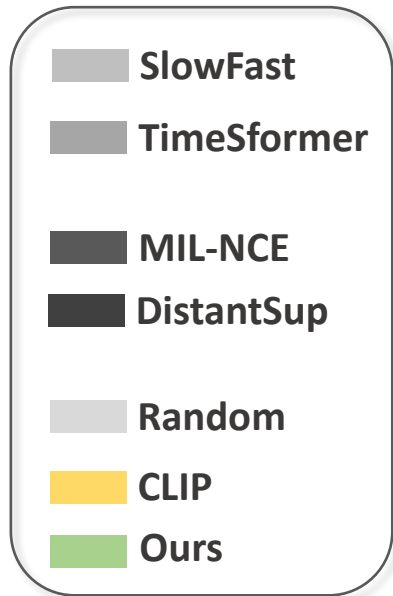 SlowFast
TimeSformer
MIL-NCE
DistantSup
Random
CLIP
Ours